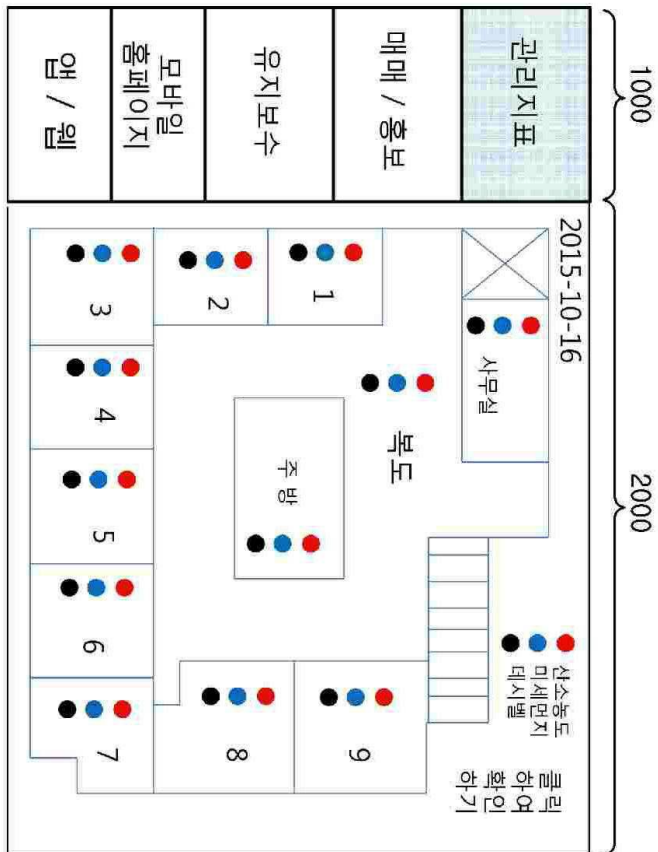 1000
2000
관리지표
매매 / 홍보
유지보수
모바일
홈페이지
앱 / 웹
2015-10-16
사무실
산소농도
미세먼지
데시벨
클릭
하여
확인
하기
복도
주방
1
2
3
4
5
6
7
8
9